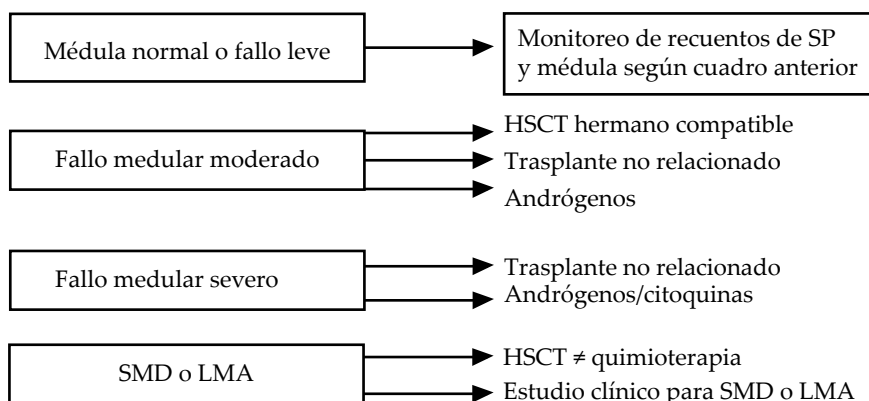 Médula normal o fallo leve
Monitoreo de recuentos de SP
y médula según cuadro anterior
Fallo medular moderado
HSCT hermano compatible
Trasplante no relacionado
Andrógenos
Fallo medular severo
Trasplante no relacionado
Andrógenos/citoquinas
SMD o LMA
HSCT ≠ quimioterapia
Estudio clínico para SMD o LMA